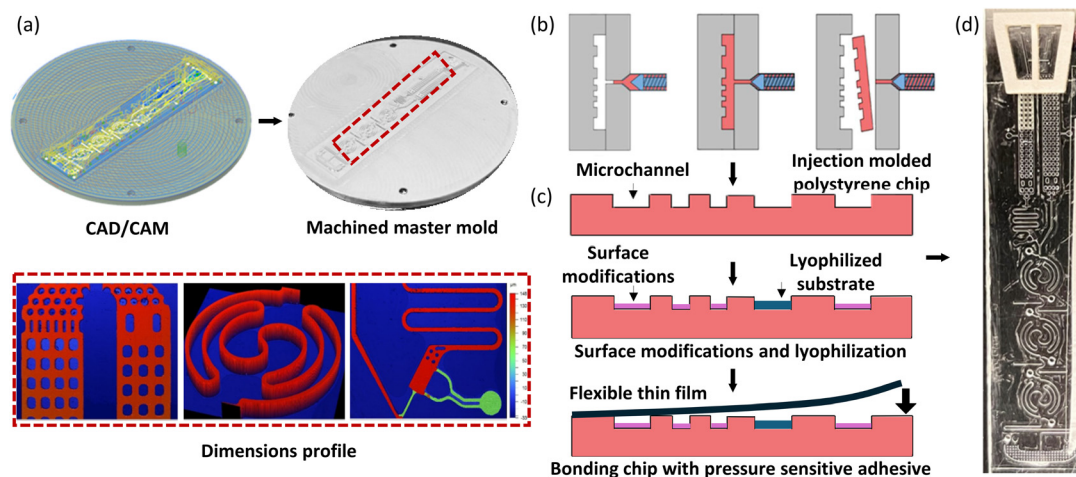 (a)
CAD/CAM
Machined master mold
Dimensions profile
(b)
Injection molded
polystyrene chip
(c)
Microchannel
Surface
modifications
Lyophilized
substrate
Surface modifications and lyophilization
Flexible thin film
Bonding chip with pressure sensitive adhesive
(d)